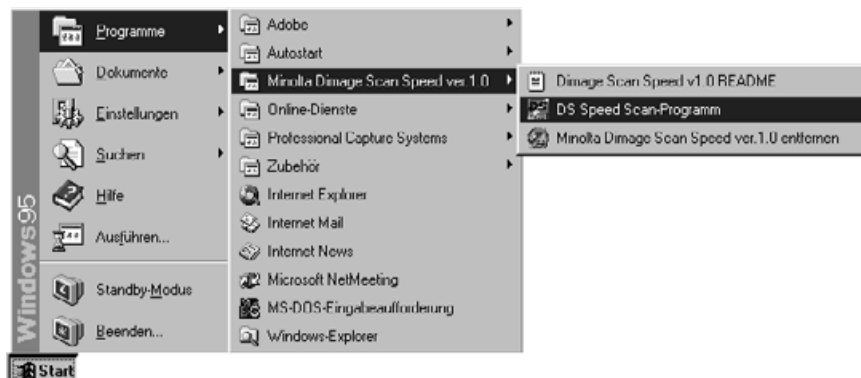 Programme
Dokumente
Einstellungen
Suchen
Hilfe
Ausführen...
Standby-Modus
Beenden...
Windows95
Start
Adobe
Autostart
Minolta Dimage Scan Speed ver.1.0
Online-Dienste
Professional Capture Systems
Zubehör
Internet Explorer
Internet Mail
Internet News
Microsoft NetMeeting
MS-DOS-Eingabeaufforderung
Windows-Explorer
Dimage Scan Speed v1.0 README
DS Speed Scan-Programm
Minolta Dimage Scan Speed ver.1.0 entfernen